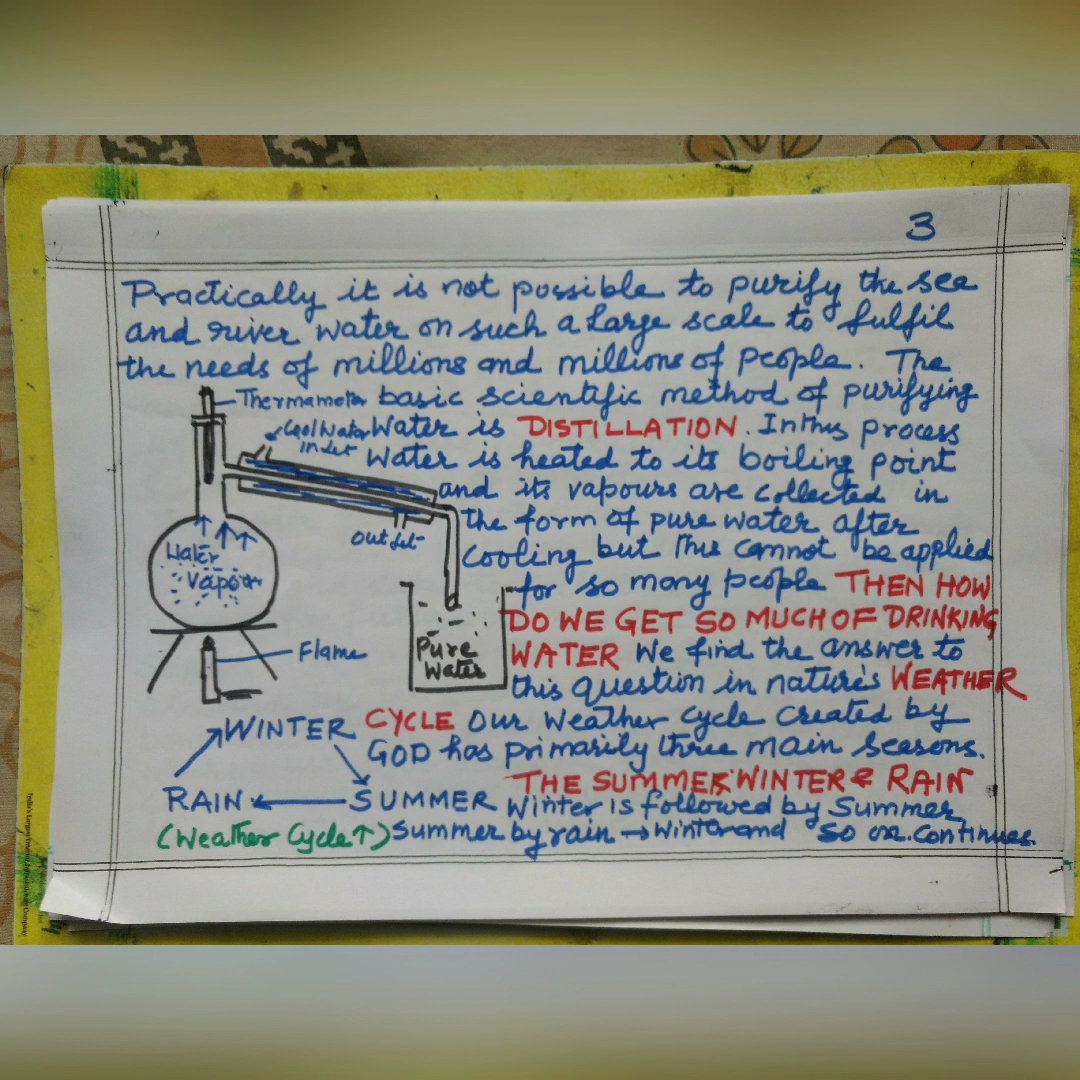 3
Practically it is not possible to purify the sea
and river water on such a large scale to fulfil
the needs of millions and millions of people. The
Thermameter basic scientific method of purifying
Cool Water Water is DISTILLATION. In this process
inlet Water is heated to its boiling point
and its vapours are collected in
the form of pure water after
outlet
cooling but this cannot be applied
Water
Vapour
for so many people THEN HOW
DO WE GET SO MUCH OF DRINKING
Pure
Water
Flame
WATER We find the answer to
this question in nature's WEATHER
WINTER CYCLE Our weather cycle created by
GOD has primarily three main seasons.
THE SUMMER WINTER & RAIN
RAIN SUMMER Winter is followed by Summer
(Weather Cycle↑) Summer by rain → Winter and so on continues.